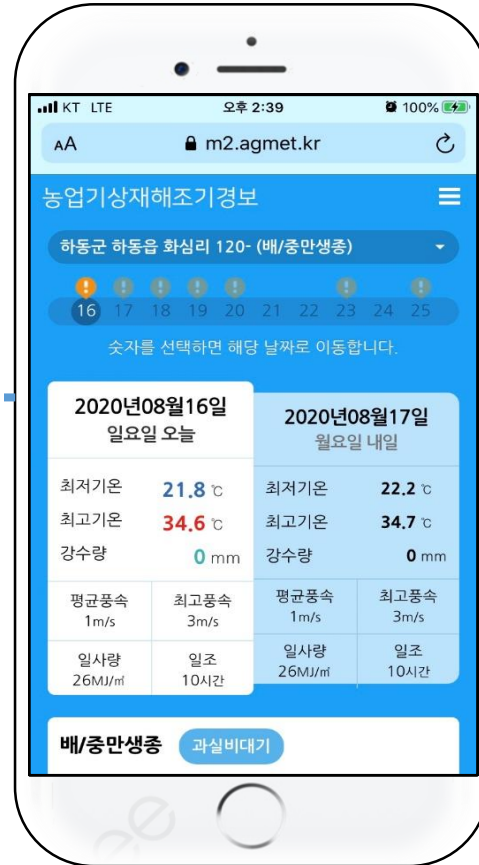 KT LTE 오후 2:39 100%
AA m2.agmet.kr
농업기상재해조기경보
하동군 하동읍 화심리 120- (배/중만생종)
16 17 18 19 20 21 22 23 24 25
숫자를 선택하면 해당 날짜로 이동합니다.
2020년08월16일
일요일 오늘
최저기온 21.8 ℃
최고기온 34.6 ℃
강수량 0 mm
평균풍속 최고풍속
1m/s 3m/s
일사량 일조
26MJ/㎡ 10시간
2020년08월17일
월요일 내일
최저기온 22.2 ℃
최고기온 34.7 ℃
강수량 0 mm
평균풍속 최고풍속
1m/s 3m/s
일사량 일조
26MJ/㎡ 10시간
배/중만생종 과실비대기